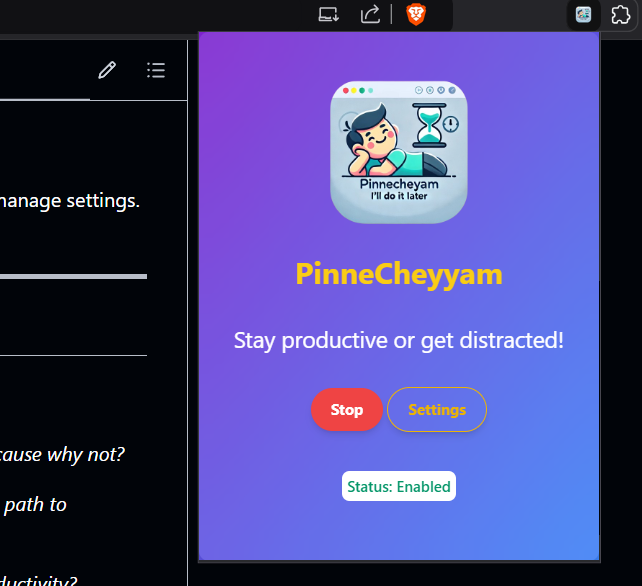 manage settings.
cause why not?
path to
ductivity?
Pinnecheyam
I'll do it later
PinneCheyyam
Stay productive or get distracted!
Stop
Settings
Status: Enabled